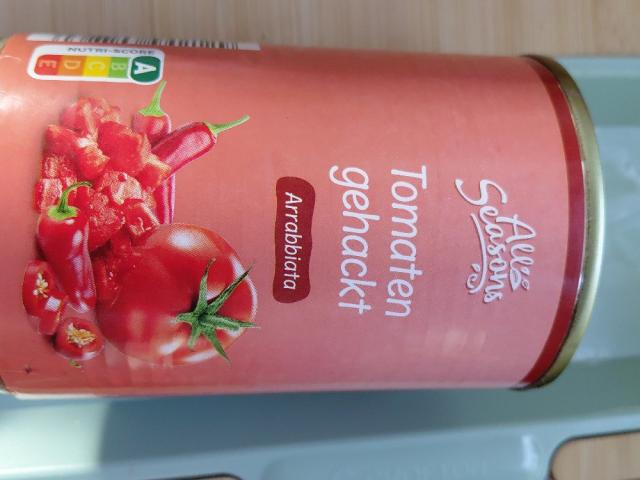 All
Seasons
Tomaten
gehackt
Arrabbiata
NUTRI-SCORE
A B C D E